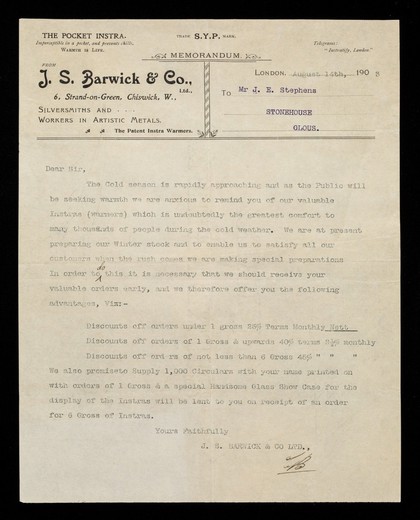 THE POCKET INSTRA.
Imperceptible in a pocket, and prevents chills.
WARMTH IS LIFE.
TRADE S.Y.P. MARK.
Telephone:
"Instantify, London"
MEMORANDUM.
FROM
J. S. Barwick & Co.,
Ltd.,
6, Strand-on-Green, Chiswick, W.,
SILVERSMITHS AND
WORKERS IN ARTISTIC METALS.
The Patent Instra Warmers.
LONDON, August 14th, 190
To Mr J. E. Stephens
STONEHOUSE
GLOUS.
Dear Sir,
The Cold season is rapidly approaching and as the Public will
be seeking warmth we are anxious to remind you of our valuable
Instras (warmers) which is undoubtedly the greatest comfort to
many thousands of people during the cold weather. We are at present
preparing our Winter stock and to enable us to satisfy all our
customers when the rush comes we are making special preparations
In order to do this it is necessary that we should receive your
valuable orders early, and we therefore offer you the following
advantages, Viz:-
Discounts off orders under 1 gross Terms Monthly Nett
Discounts off orders of 1 Gross & upwards 40% terms monthly
Discounts off orders of not less than 6 Gross 45% " " "
We also promiseto Supply 1,000 Circulars with your name printed on
with orders of 1 Gross & a special Handsome Glass Show Case for the
display of the Instras will be lent to you on receipt of an order
for 6 Gross of Instras.
Yours Faithfully
J. S. BARWICK & CO LTD.,